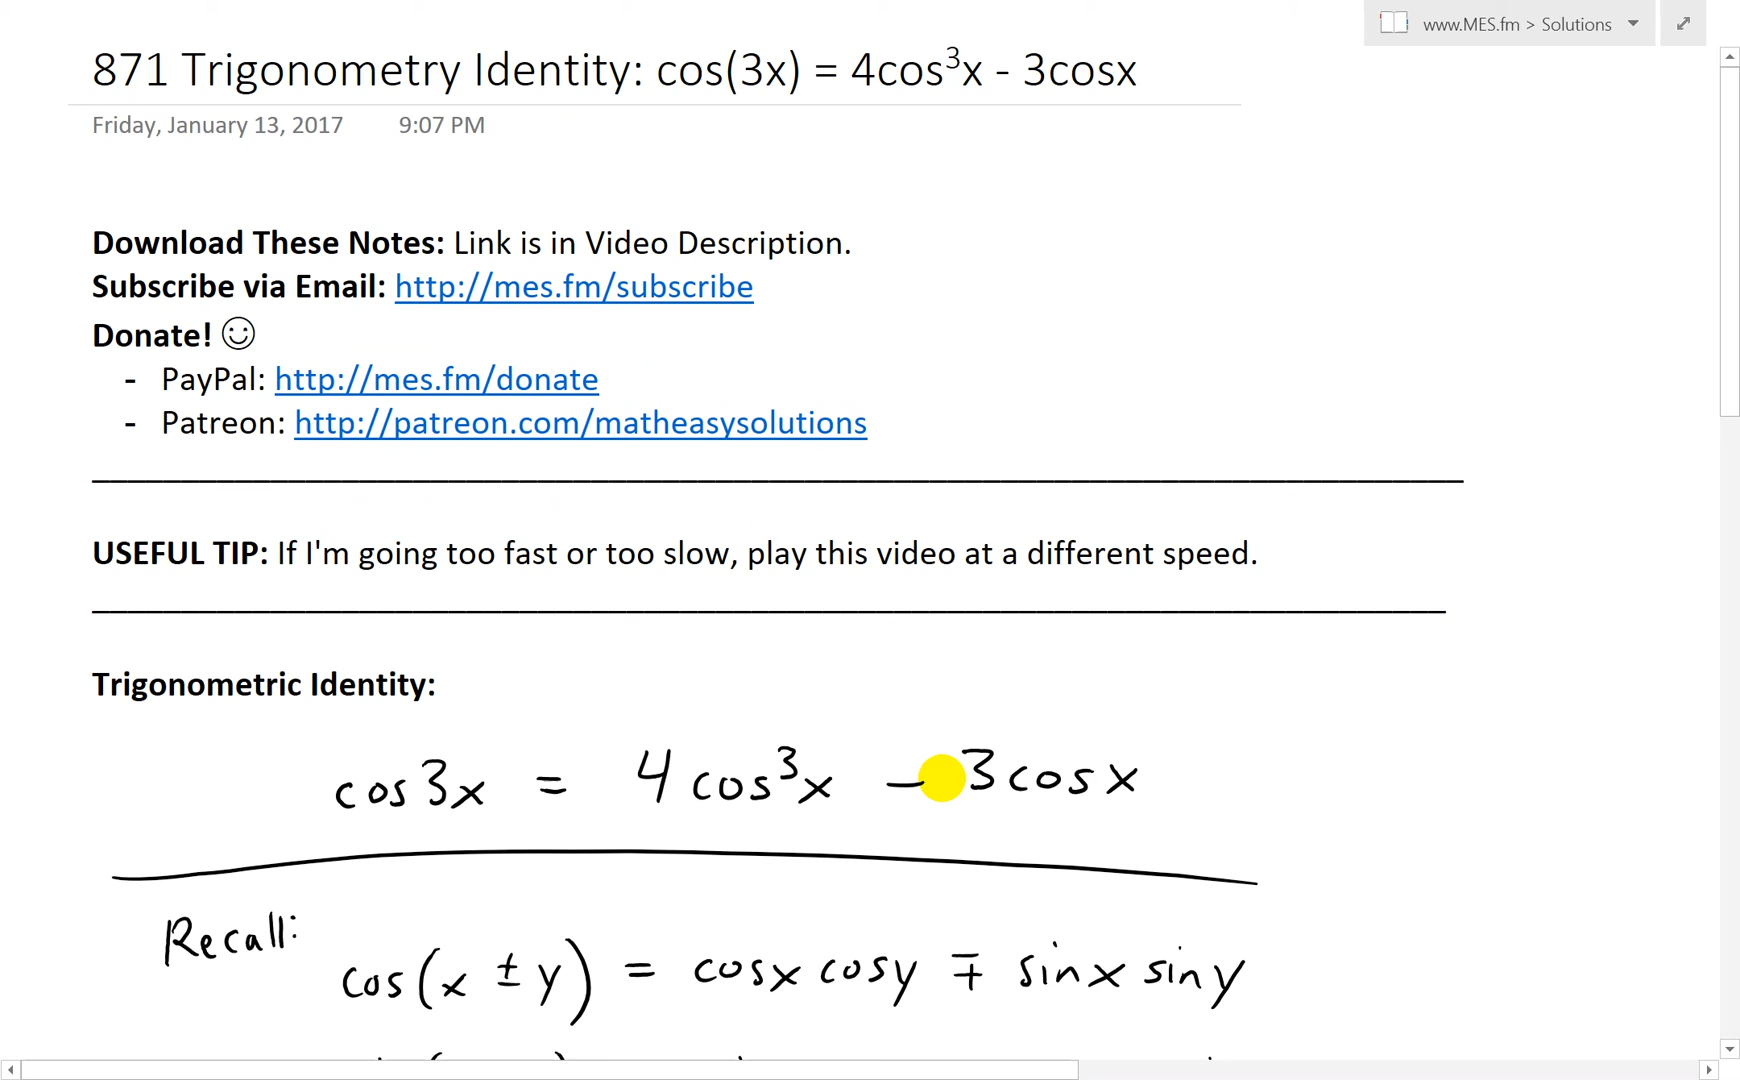 www.MES.fm > Solutions
871 Trigonometry Identity: cos(3x) = 4cos³x - 3cosx
Friday, January 13, 2017 9:07 PM
Download These Notes: Link is in Video Description.
Subscribe via Email: http://mes.fm/subscribe
Donate! ☺
- PayPal: http://mes.fm/donate
- Patreon: http://patreon.com/matheasysolutions
USEFUL TIP: If I'm going too fast or too slow, play this video at a different speed.
Trigonometric Identity:
cos3x = 4cos³x - 3cosx
Recall:
cos(x ± y) = cosx cosy ∓ sinx siny